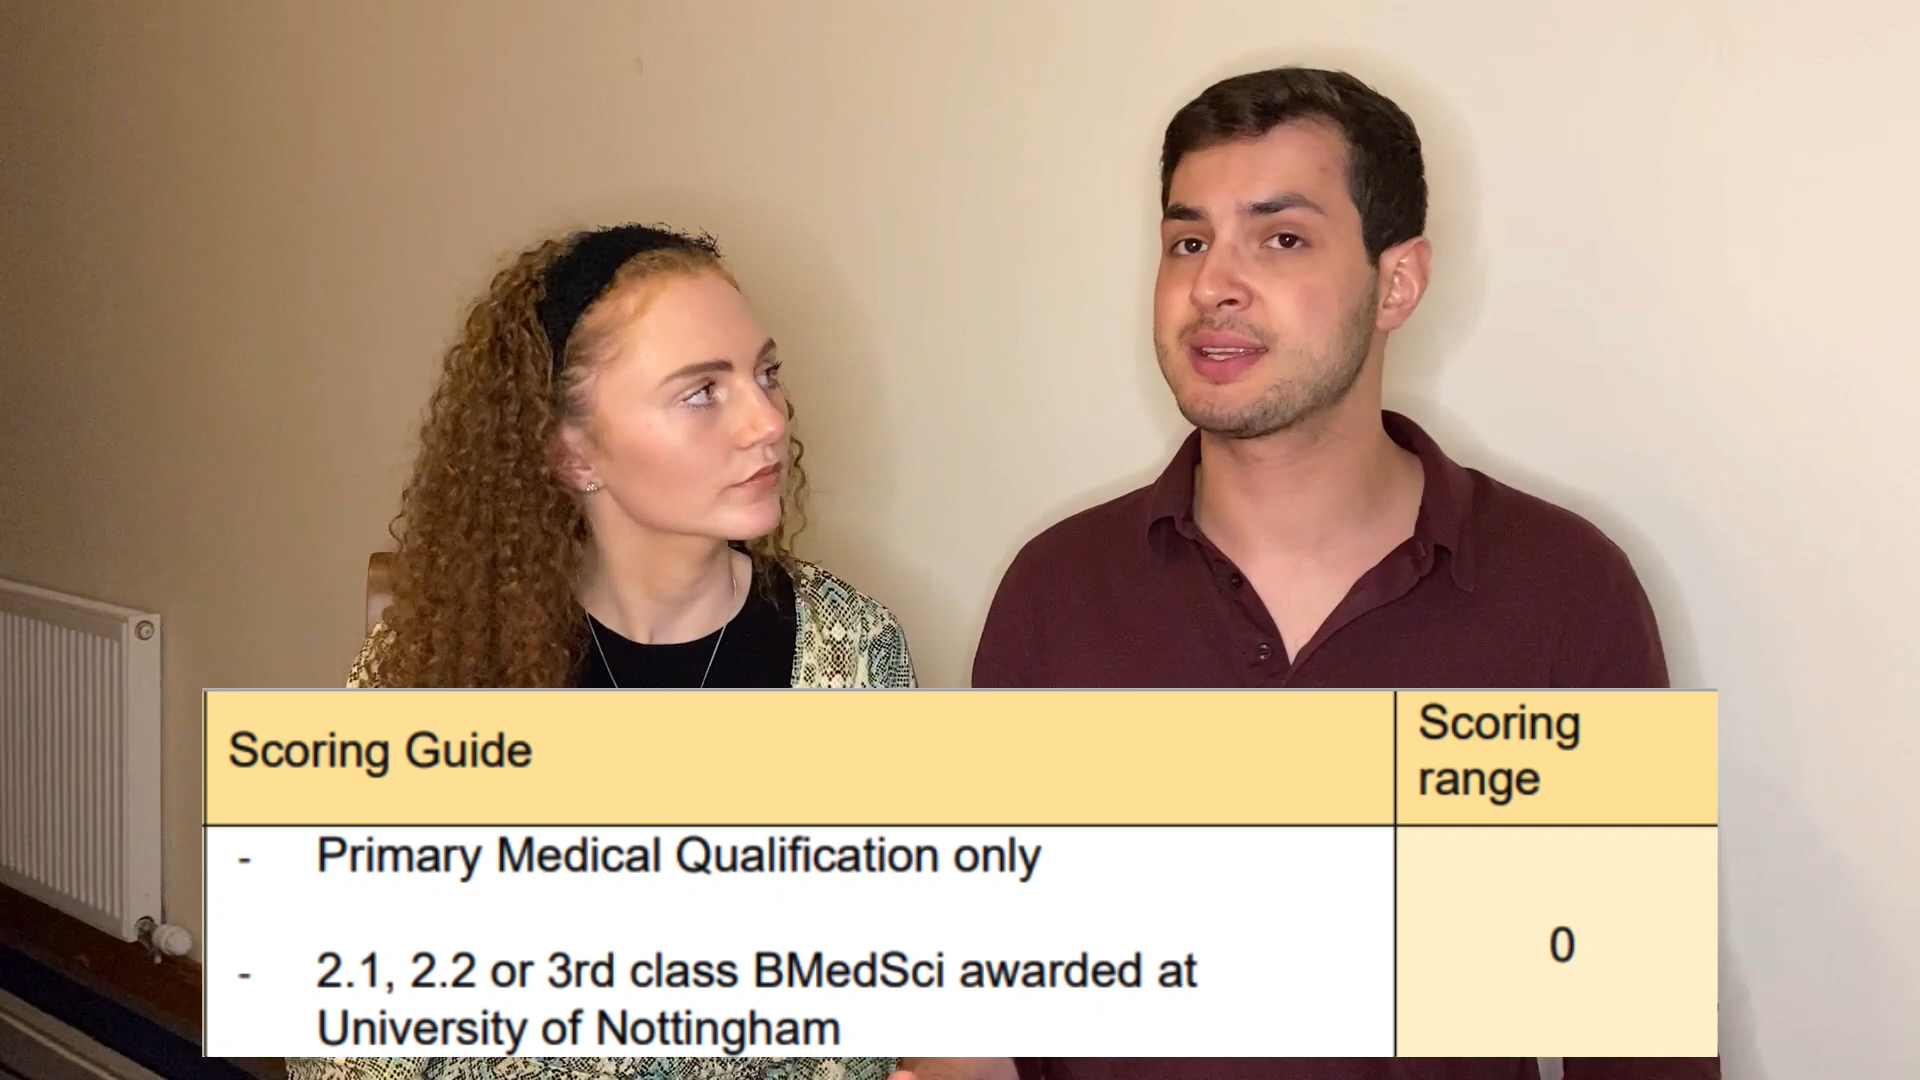 Scoring Guide
Scoring
range
- Primary Medical Qualification only
0
- 2.1, 2.2 or 3rd class BMedSci awarded at
University of Nottingham